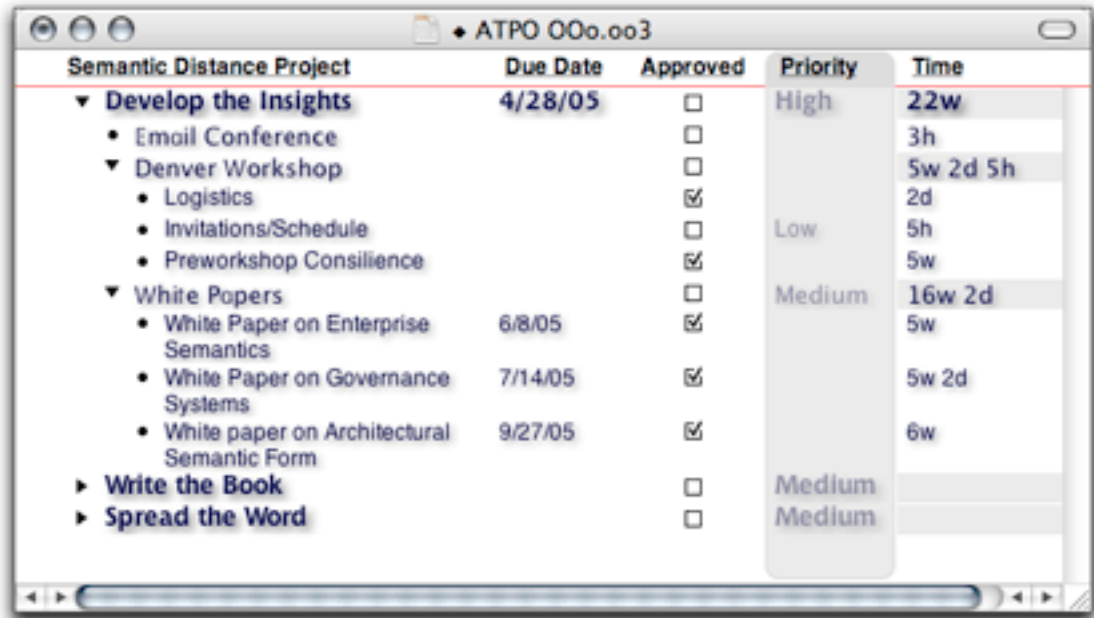 ATPO OOo.oo3
Semantic Distance Project Due Date Approved Priority Time
Develop the Insights 4/28/05 High 22w
Email Conference 3h
Denver Workshop 5w 2d 5h
Logistics 2d
Invitations/Schedule Low 5h
Preworkshop Consilience 5w
White Papers Medium 16w 2d
White Paper on Enterprise 6/8/05 5w
Semantics
White Paper on Governance 7/14/05 5w 2d
Systems
White paper on Architectural 9/27/05 6w
Semantic Form
Write the Book Medium
Spread the Word Medium